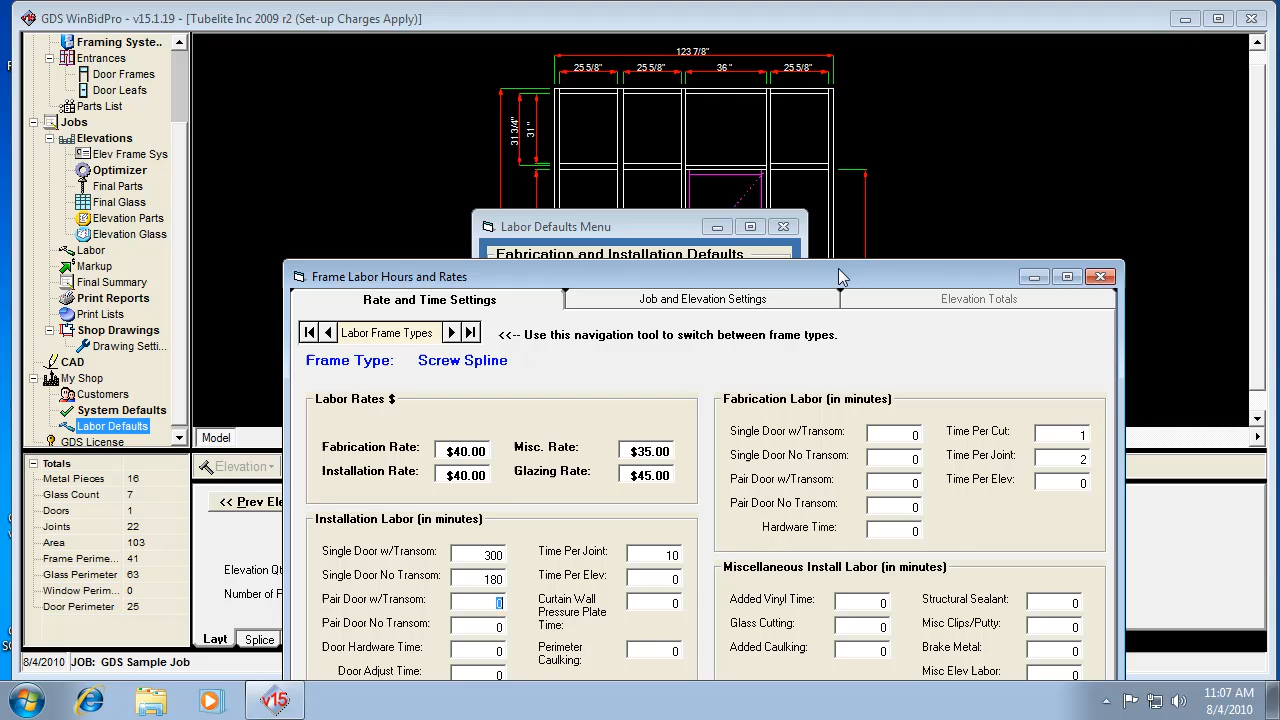 GDS WinBidPro - v15.1.19 - [Tubelite Inc 2009 r2 (Set-up Charges Apply)]
Framing Syste..
Entrances
Door Frames
Door Leafs
Parts List
Jobs
Elevations
Elev Frame Sys
Optimizer
Final Parts
Final Glass
Elevation Parts
Elevation Glass
Labor
Markup
Final Summary
Print Reports
Print Lists
Shop Drawings
Drawing Setti...
CAD
My Shop
Customers
System Defaults
Labor Defaults
GDS License
123 7/8"
25 5/8"
25 5/8"
36 "
25 5/8"
31 3/4"
31 "
Model
Labor Defaults Menu
Fabrication and Installation Defaults
Frame Labor Hours and Rates
Rate and Time Settings
Job and Elevation Settings
Elevation Totals
Labor Frame Types
<<-- Use this navigation tool to switch between frame types.
Frame Type: Screw Spline
Labor Rates $
Fabrication Rate: $40.00 Misc. Rate: $35.00
Installation Rate: $40.00 Glazing Rate: $45.00
Installation Labor (in minutes)
Single Door w/Transom: 300 Time Per Joint: 10
Single Door No Transom: 180 Time Per Elev: 0
Pair Door w/Transom: 0 Curtain Wall Pressure Plate Time: 0
Pair Door No Transom: 0
Door Hardware Time: 0 Perimeter Caulking: 0
Door Adjust Time: 0
Fabrication Labor (in minutes)
Single Door w/Transom: 0 Time Per Cut: 1
Single Door No Transom: 0 Time Per Joint: 2
Pair Door w/Transom: 0 Time Per Elev: 0
Pair Door No Transom: 0
Hardware Time: 0
Miscellaneous Install Labor (in minutes)
Added Vinyl Time: 0 Structural Sealant: 0
Glass Cutting: 0 Misc Clips/Putty: 0
Added Caulking: 0 Brake Metal: 0
Misc Elev Labor: 0
Totals
Metal Pieces 16
Glass Count 7
Doors 1
Joints 22
Area 103
Frame Perime... 41
Glass Perimeter 63
Window Perim... 0
Door Perimeter 25
Elevation
<< Prev Ele
Elevation Qt
Number of F
Layt
Splice
8/4/2010 JOB: GDS Sample Job
v15
11:07 AM
8/4/2010